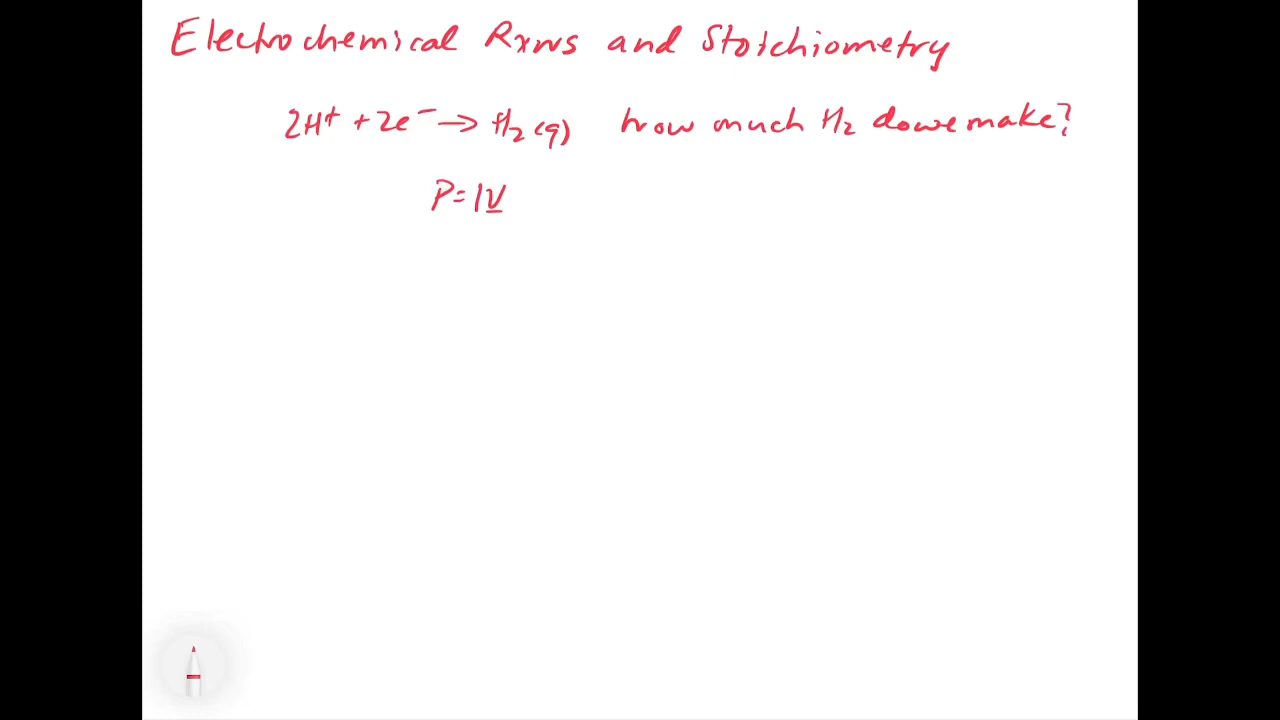 Electrochemical Rxns and Stoichiometry
2H⁺ + 2e⁻ → H₂ (g) how much H₂ do we make?
P = IV